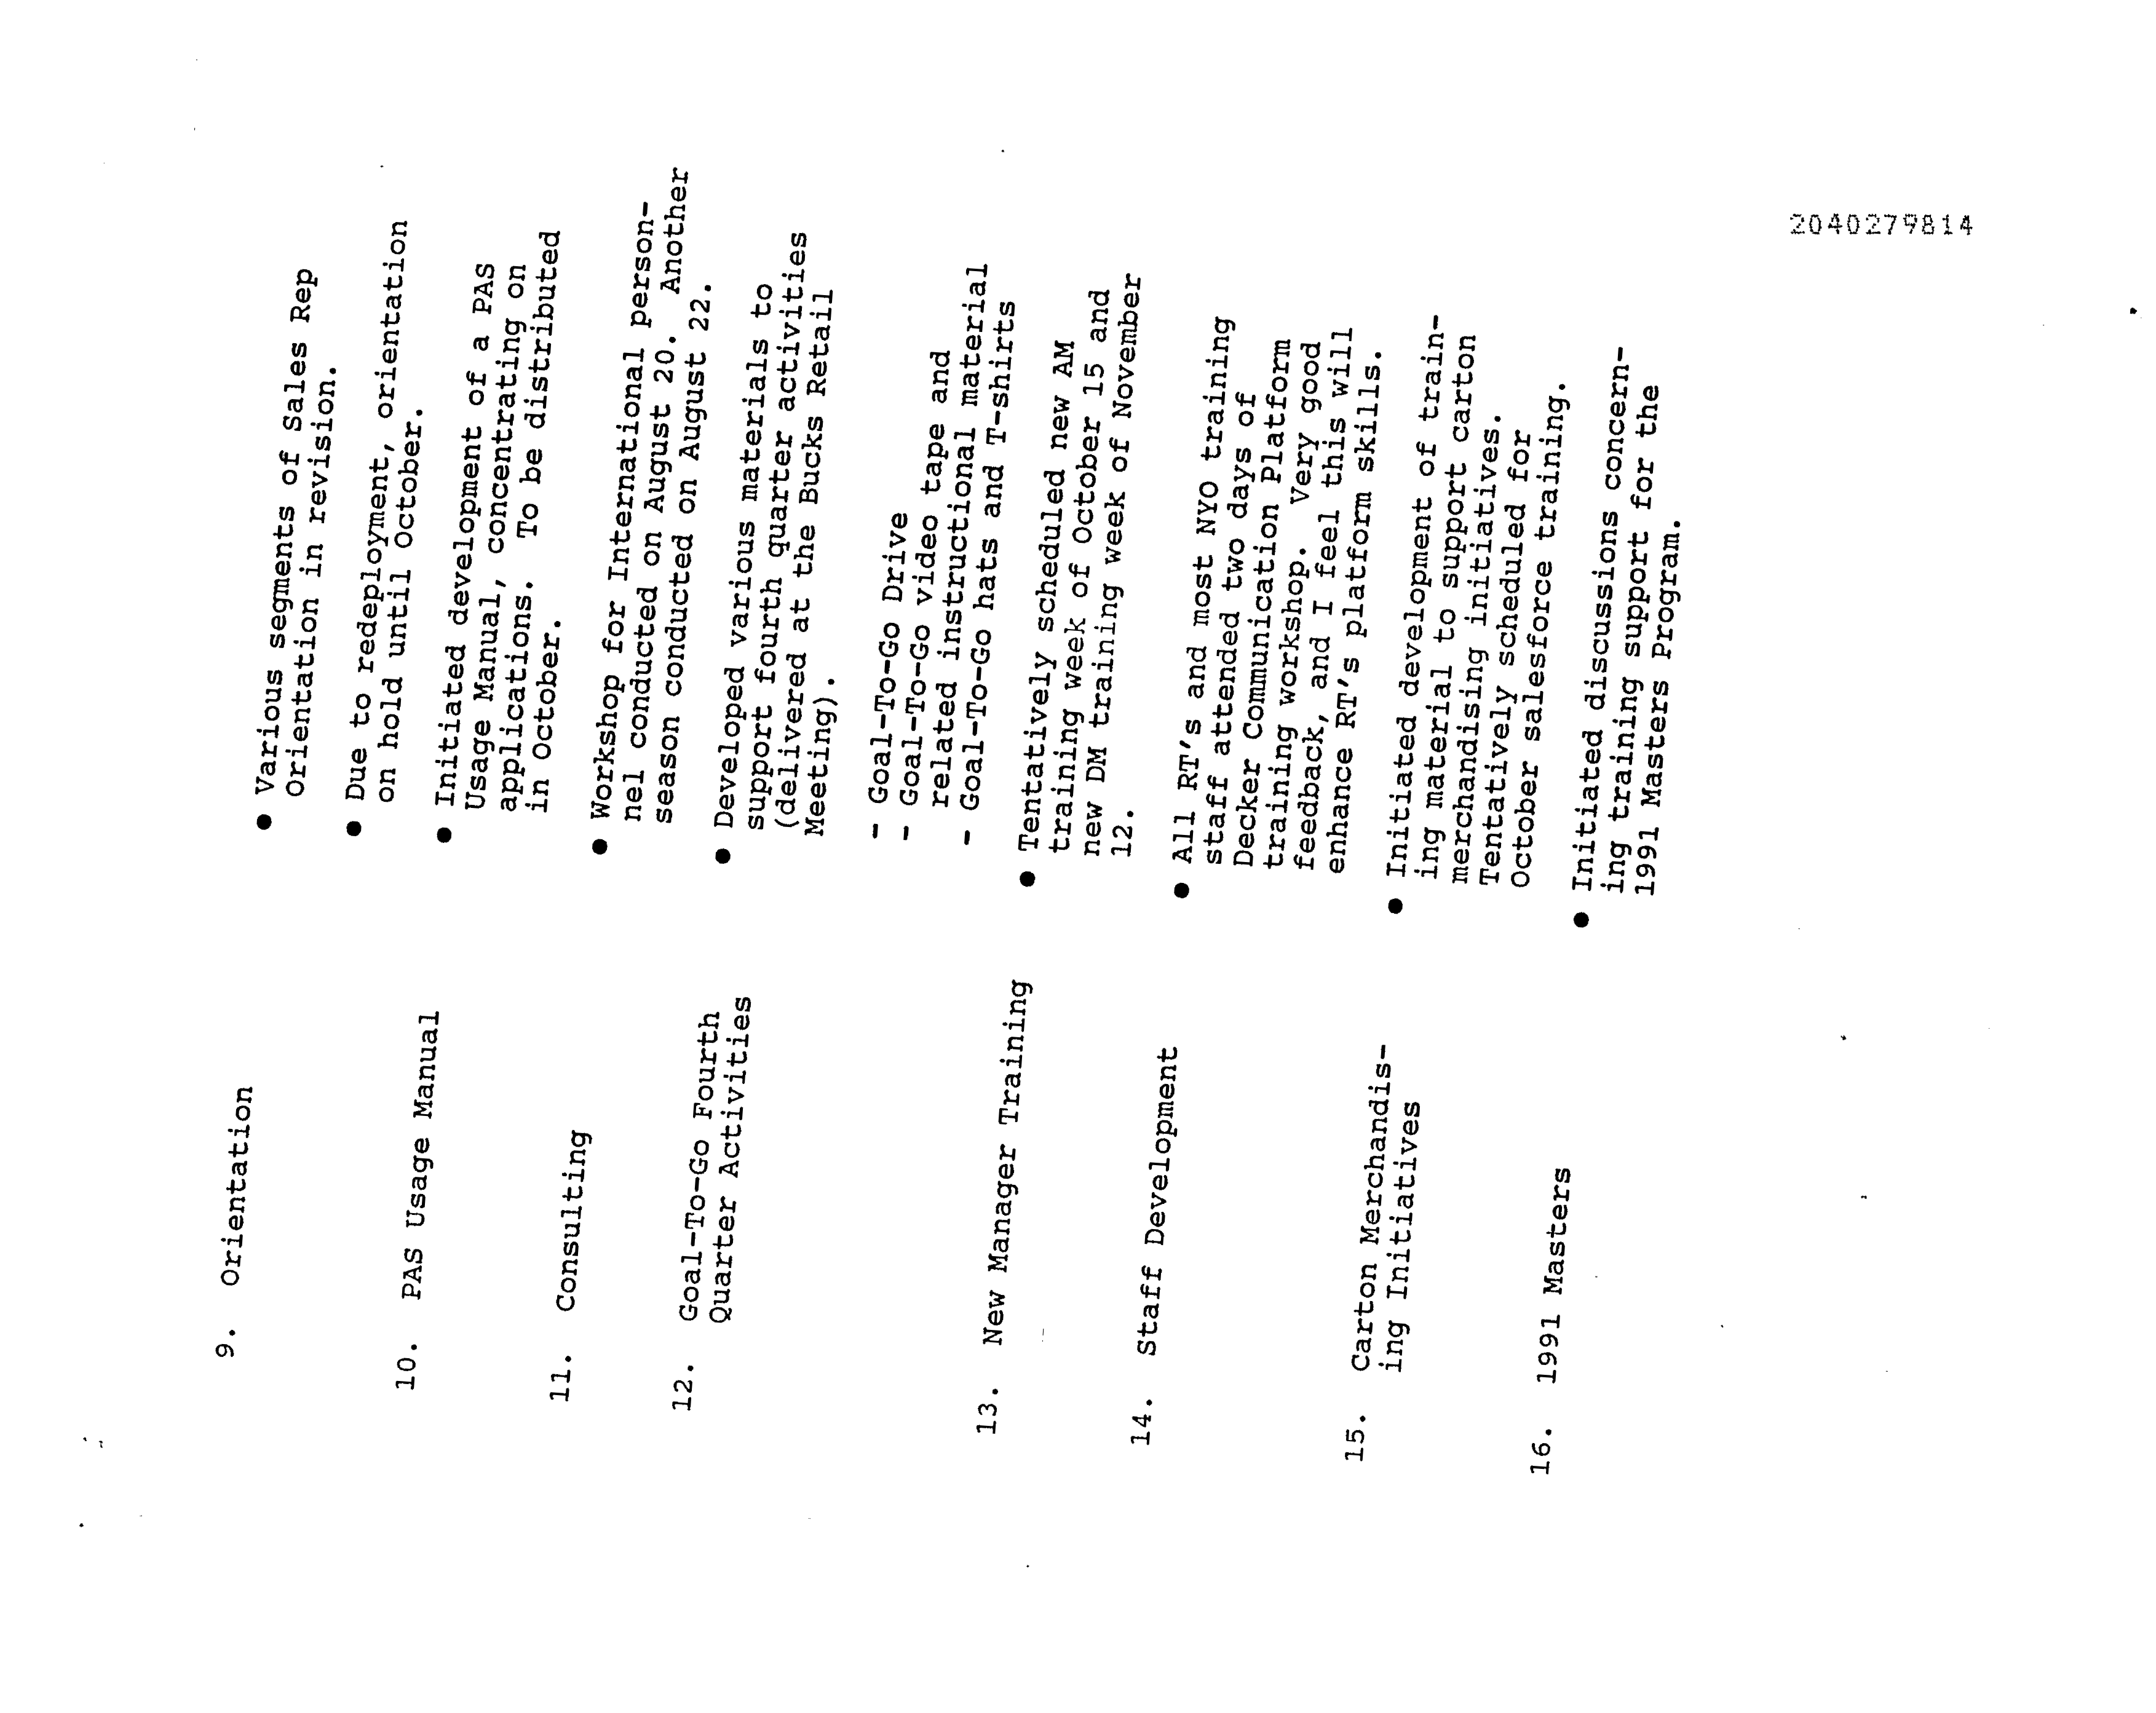 9. Orientation
● Various segments of Sales Rep
Orientation in revision.
● Due to redeployment, orientation
on hold until October.
10. PAS Usage Manual
● Initiated development of a PAS
Usage Manual, concentrating on
applications. To be distributed
in October.
11. Consulting
● Workshop for International person-
nel conducted on August 20. Another
season conducted on August 22.
12. Goal-To-Go Fourth
Quarter Activities
● Developed various materials to
support fourth quarter activities
(delivered at the Bucks Retail
Meeting).
- Goal-To-Go Drive
- Goal-To-Go video tape and
related instructional material
- Goal-To-Go hats and T-shirts
13. New Manager Training
● Tentatively scheduled new AM
training week of October 15 and
new DM training week of November
12.
14. Staff Development
● All RT's and most NYO training
staff attended two days of
Decker Communication Platform
training workshop. Very good
feedback, and I feel this will
enhance RT's platform skills.
15. Carton Merchandis-
ing Initiatives
● Initiated development of train-
ing material to support carton
merchandising initiatives.
Tentatively scheduled for
October salesforce training.
16. 1991 Masters
● Initiated discussions concern-
ing training support for the
1991 Masters Program.
2040279814